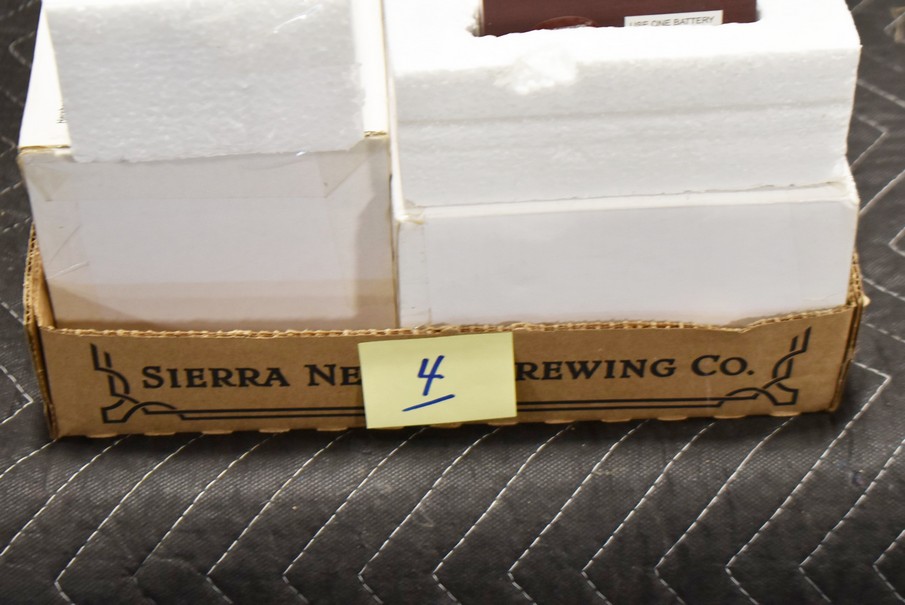 USE ONE BATTERY
SIERRA NE REWING CO.
4